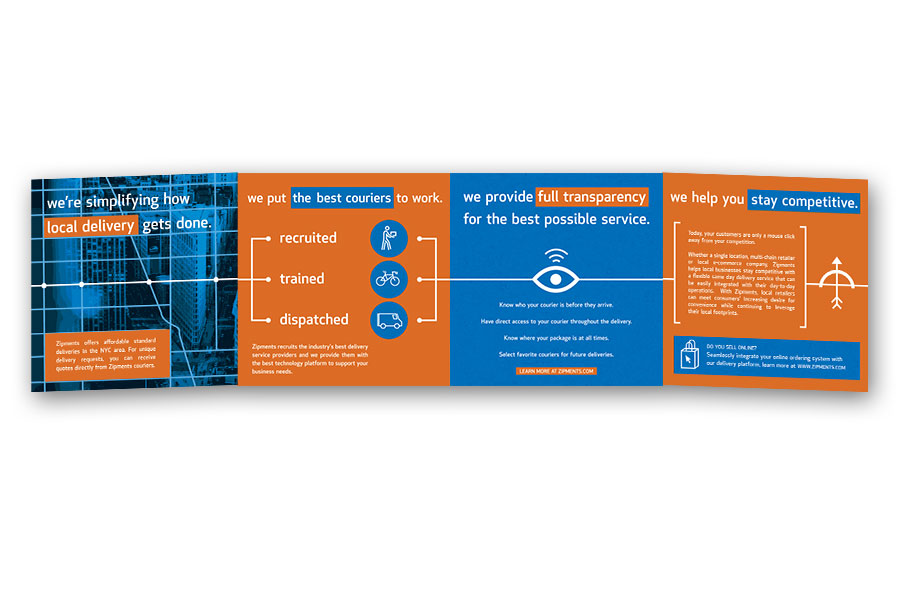 we're simplifying how
local delivery gets done.
Zipments offers affordable standard
deliveries in the NYC area. For unique
delivery requests, you can receive
quotes directly from Zipments couriers.
we put the best couriers to work.
recruited
trained
dispatched
Zipments recruits the industry's best delivery
service providers and we provide them with
the best technology platform to support your
business needs.
we provide full transparency
for the best possible service.
Know who your courier is before they arrive.
Have direct access to your courier throughout the delivery.
Know where your package is at all times.
Select favorite couriers for future deliveries.
LEARN MORE AT ZIPMENTS.COM
we help you stay competitive.
Today, your customers are only a mouse click
away from your competition.
Whether a single location, multi-chain retailer
or local e-commerce company, Zipments
helps local businesses stay competitive with
a flexible same day delivery service that can
be easily integrated with their day-to-day
operations. With Zipments, local retailers
can meet consumers' increasing desire for
convenience while continuing to leverage
their local footprints.
DO YOU SELL ONLINE?
Seamlessly integrate your online ordering system with
our delivery platform, learn more at WWW.ZIPMENTS.COM